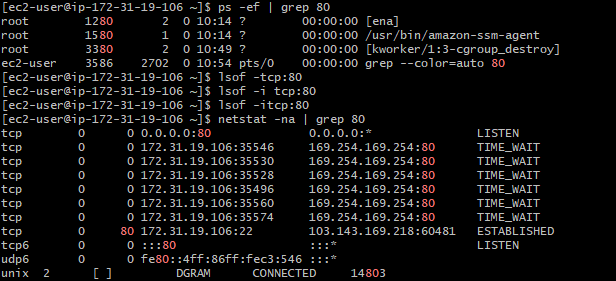 [ec2-user@ip-172-31-19-106 ~]$ ps -ef | grep 80
root 1280 2 0 10:14 ? 00:00:00 [ena]
root 1580 1 0 10:14 ? 00:00:00 /usr/bin/amazon-ssm-agent
root 3380 2 0 10:49 ? 00:00:00 [kworker/1:3-cgroup_destroy]
ec2-user 3586 2702 0 10:54 pts/0 00:00:00 grep --color=auto 80
[ec2-user@ip-172-31-19-106 ~]$ lsof -tcp:80
[ec2-user@ip-172-31-19-106 ~]$ lsof -i tcp:80
[ec2-user@ip-172-31-19-106 ~]$ lsof -itcp:80
[ec2-user@ip-172-31-19-106 ~]$ netstat -na | grep 80
tcp 0 0 0.0.0.0:80 0.0.0.0:* LISTEN
tcp 0 0 172.31.19.106:35546 169.254.169.254:80 TIME_WAIT
tcp 0 0 172.31.19.106:35530 169.254.169.254:80 TIME_WAIT
tcp 0 0 172.31.19.106:35528 169.254.169.254:80 TIME_WAIT
tcp 0 0 172.31.19.106:35496 169.254.169.254:80 TIME_WAIT
tcp 0 0 172.31.19.106:35560 169.254.169.254:80 TIME_WAIT
tcp 0 0 172.31.19.106:35574 169.254.169.254:80 TIME_WAIT
tcp 0 80 172.31.19.106:22 103.143.169.218:60481 ESTABLISHED
tcp6 0 0 :::80 :::* LISTEN
udp6 0 0 fe80::4ff:86ff:fec3:546 :::*
unix 2 [ ] DGRAM CONNECTED 14803